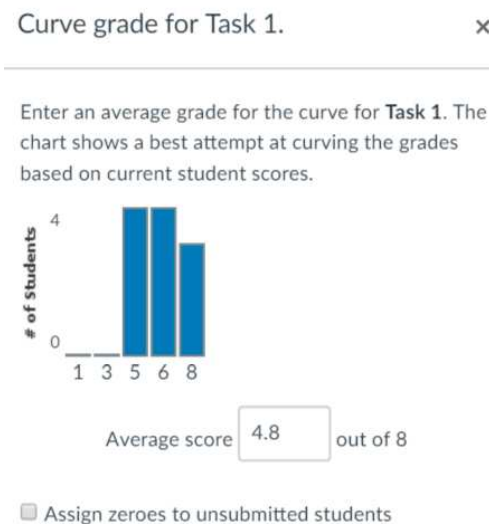 Curve grade for Task 1.
×
Enter an average grade for the curve for Task 1. The
chart shows a best attempt at curving the grades
based on current student scores.
# of Students
4
0
1 3 5 6 8
Average score 4.8 out of 8
Assign zeroes to unsubmitted students